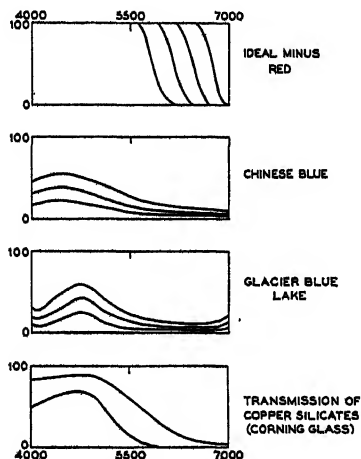 4000 5500 7000
100
0
IDEAL MINUS
RED
100
0
CHINESE BLUE
100
0
GLACIER BLUE
LAKE
100
0
4000 5500 7000
TRANSMISSION OF
COPPER SILICATES
(CORNING GLASS)